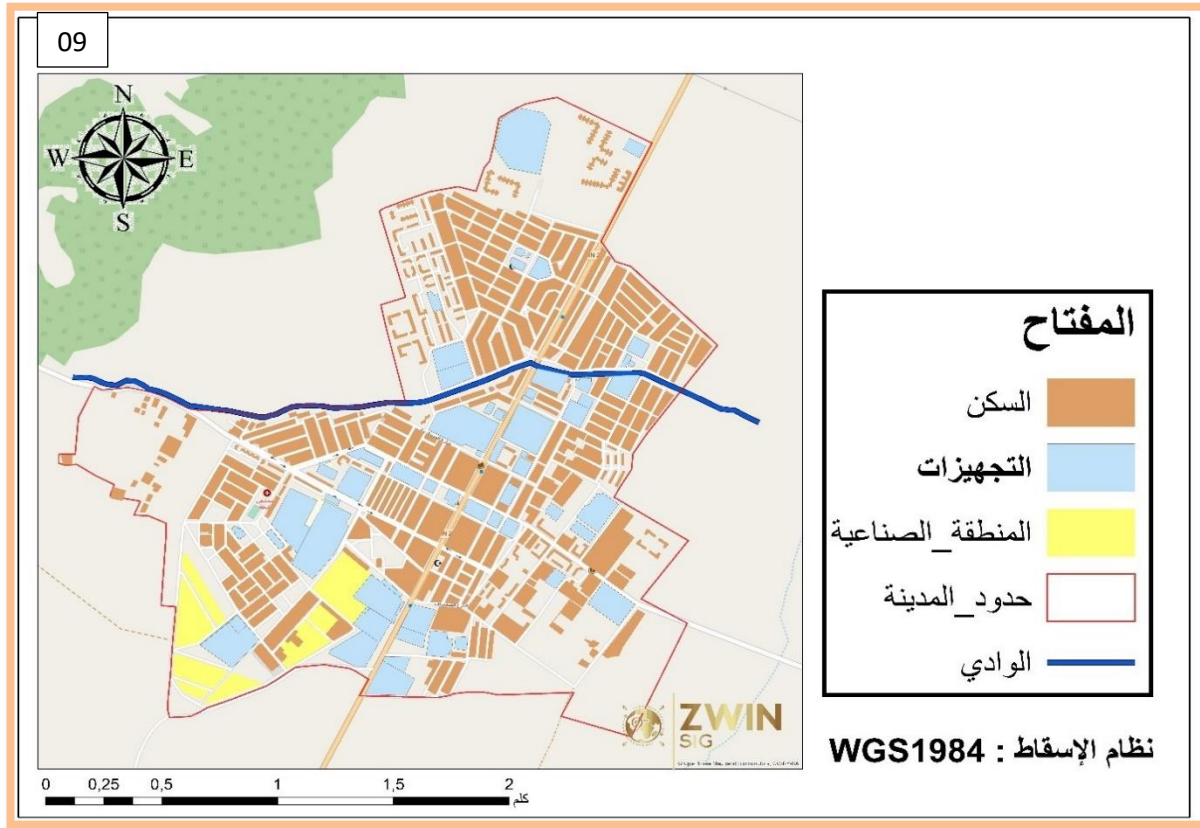 09
N
W E
S
المفتاح
السكن
التجهيزات
المنطقة_الصناعية
حدود_المدينة
الوادي
ZWIN
SIG
نظام الإسقاط : WGS1984
0 0,25 0,5 1 1,5 2
كلم